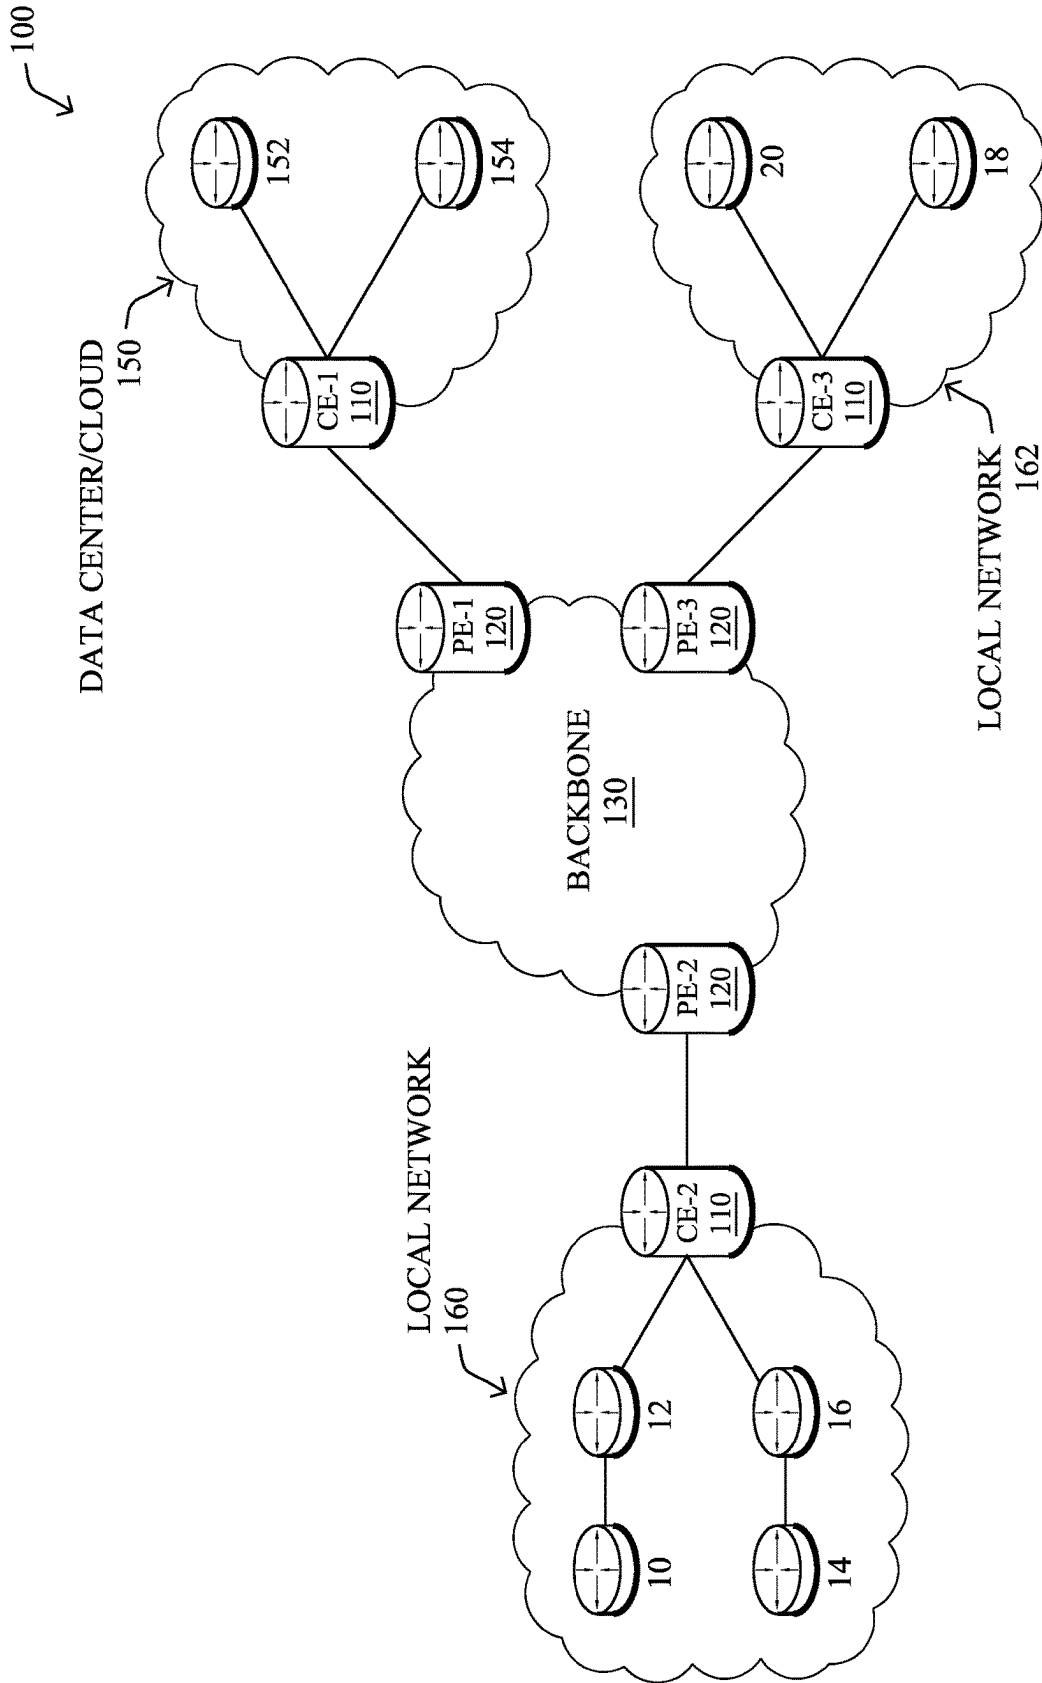 100
DATA CENTER/CLOUD
150
152
154
CE-1
110
PE-1
120
LOCAL NETWORK
160
BACKBONE
130
10
12
14
16
CE-2
110
PE-2
120
PE-3
120
CE-3
110
20
18
LOCAL NETWORK
162